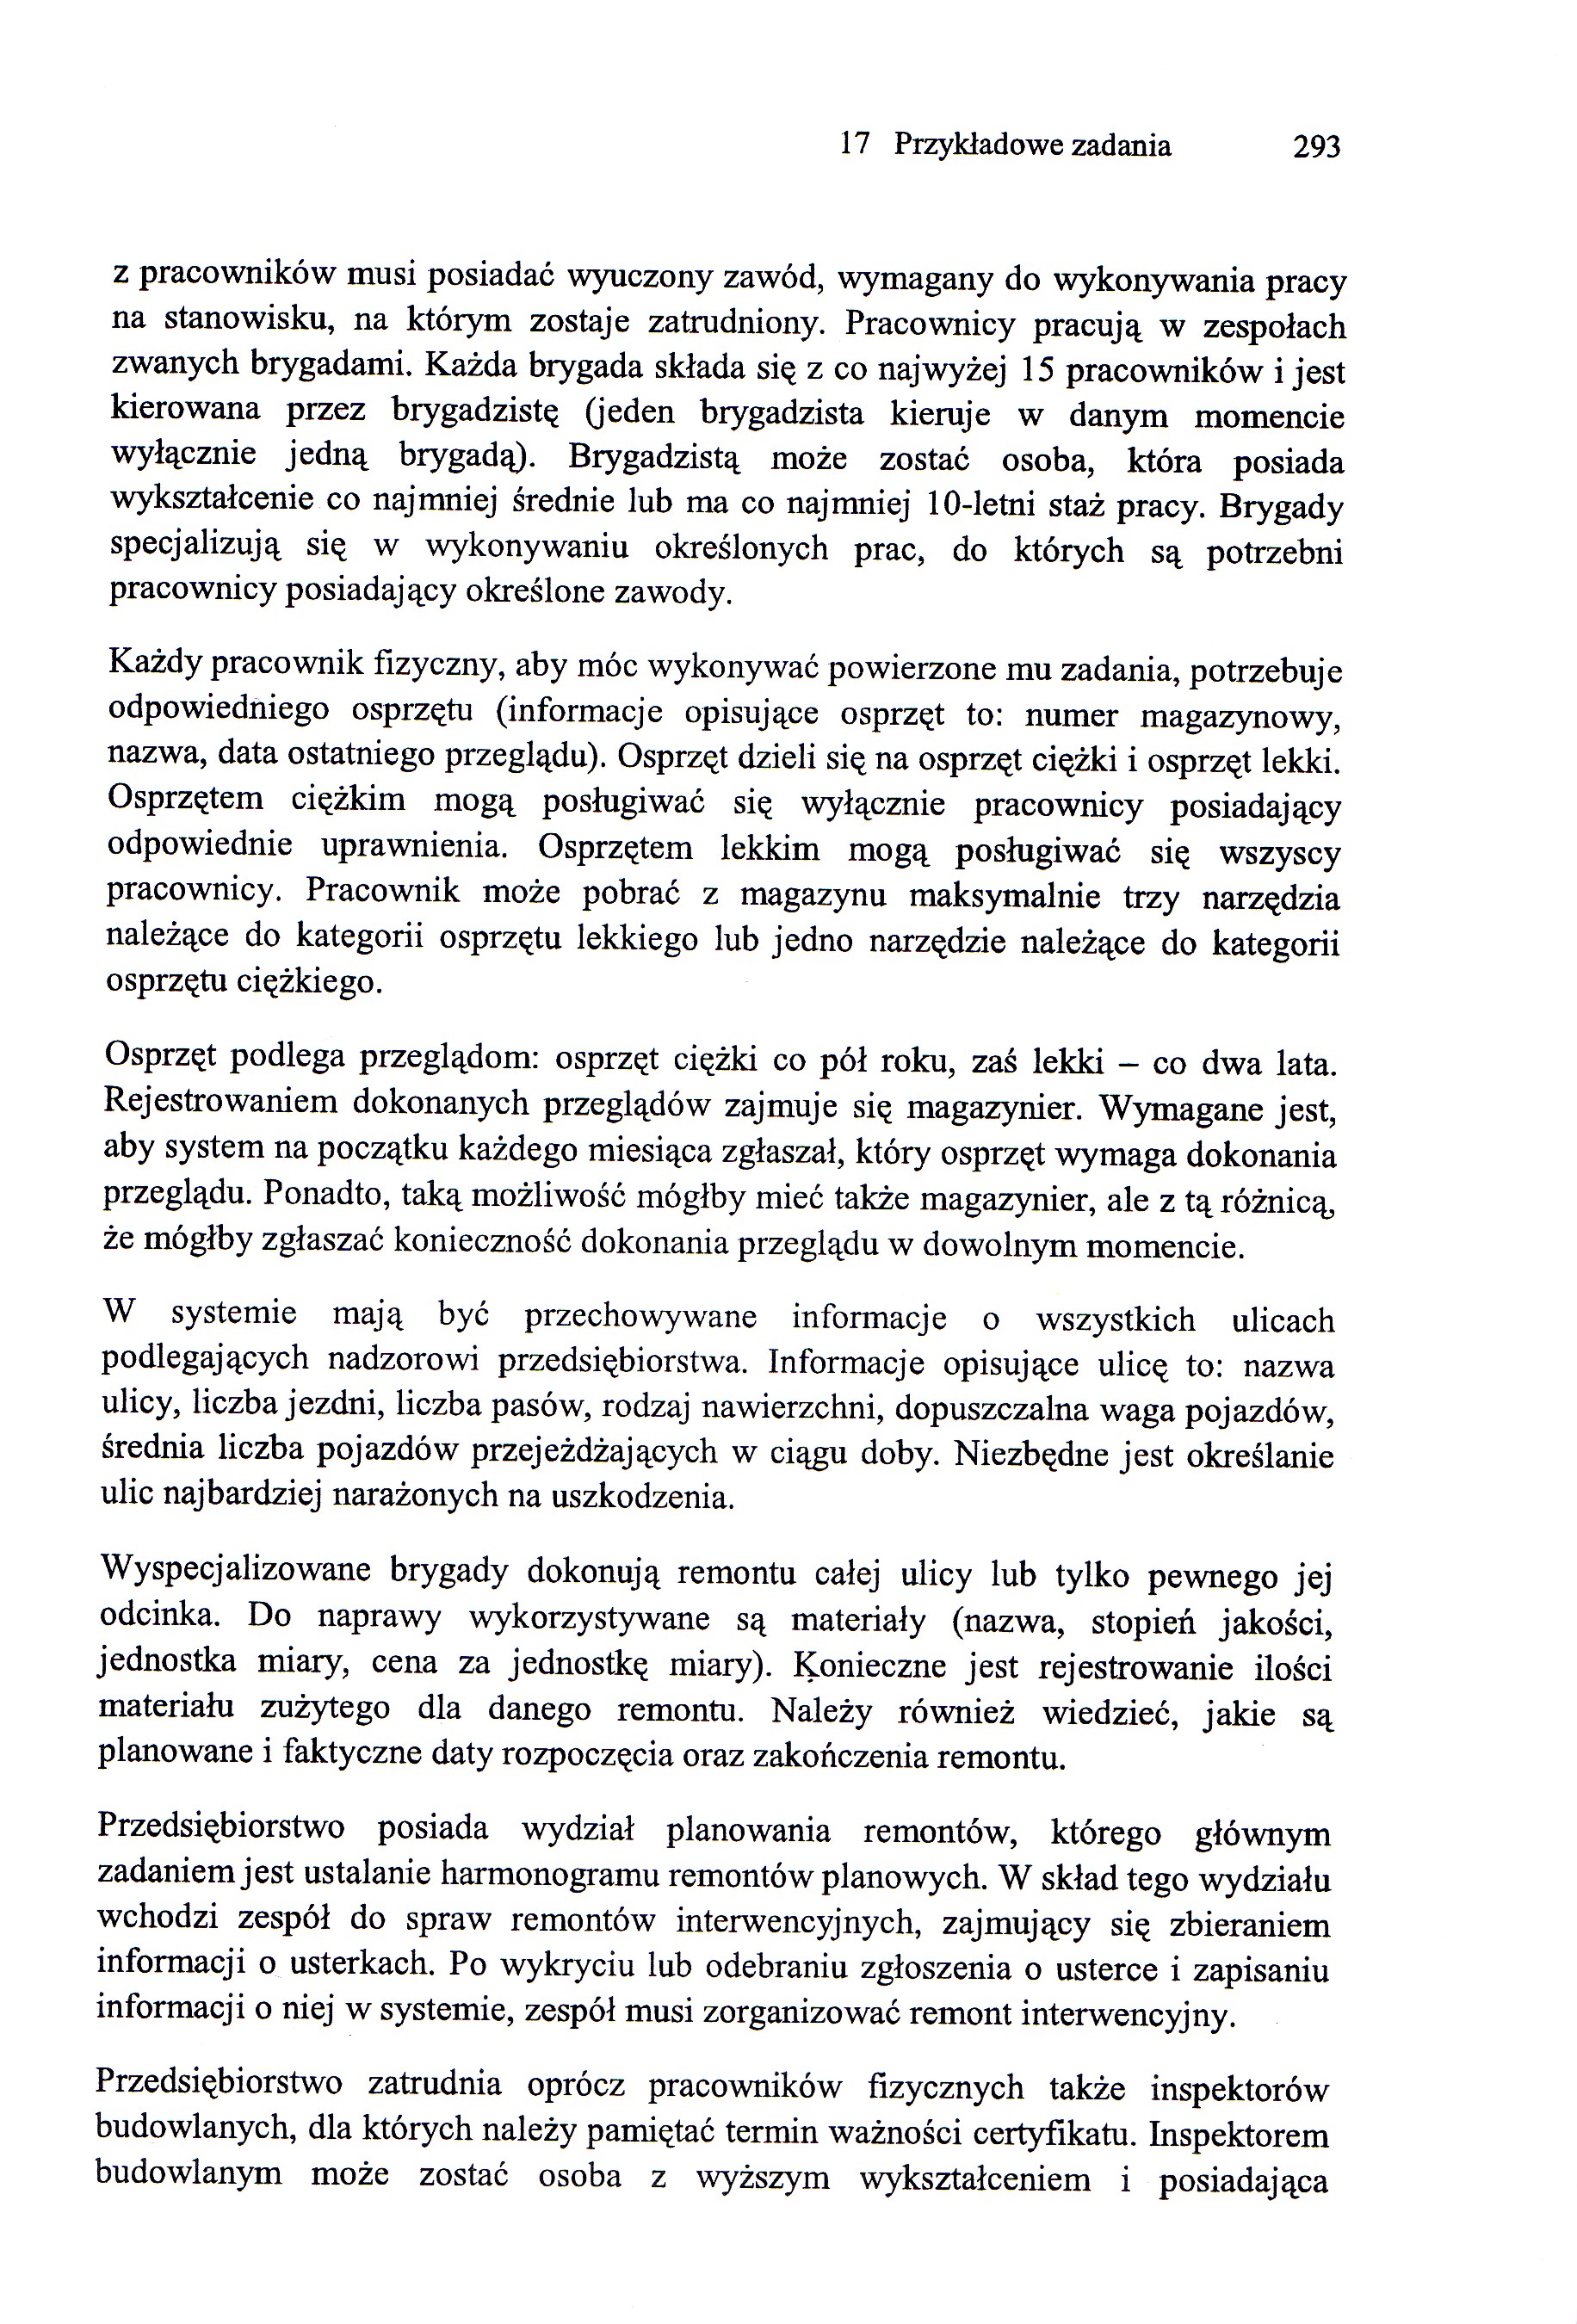 17 Przykładowe zadania 293
z pracowników musi posiadać wyuczony zawód, wymagany do wykonywania pracy
na stanowisku, na którym zostaje zatrudniony. Pracownicy pracują w zespołach
zwanych brygadami. Każda brygada składa się z co najwyżej 15 pracowników i jest
kierowana przez brygadzistę (jeden brygadzista kieruje w danym momencie
wyłącznie jedną brygadą). Brygadzistą może zostać osoba, która posiada
wykształcenie co najmniej średnie lub ma co najmniej 10-letni staż pracy. Brygady
specjalizują się w wykonywaniu określonych prac, do których są potrzebni
pracownicy posiadający określone zawody.
Każdy pracownik fizyczny, aby móc wykonywać powierzone mu zadania, potrzebuje
odpowiedniego osprzętu (informacje opisujące osprzęt to: numer magazynowy,
nazwa, data ostatniego przeglądu). Osprzęt dzieli się na osprzęt ciężki i osprzęt lekki.
Osprzętem ciężkim mogą posługiwać się wyłącznie pracownicy posiadający
odpowiednie uprawnienia. Osprzętem lekkim mogą posługiwać się wszyscy
pracownicy. Pracownik może pobrać z magazynu maksymalnie trzy narzędzia
należące do kategorii osprzętu lekkiego lub jedno narzędzie należące do kategorii
osprzętu ciężkiego.
Osprzęt podlega przeglądom: osprzęt ciężki co pół roku, zaś lekki – co dwa lata.
Rejestrowaniem dokonanych przeglądów zajmuje się magazynier. Wymagane jest,
aby system na początku każdego miesiąca zgłaszał, który osprzęt wymaga dokonania
przeglądu. Ponadto, taką możliwość mógłby mieć także magazynier, ale z tą różnicą,
że mógłby zgłaszać konieczność dokonania przeglądu w dowolnym momencie.
W systemie mają być przechowywane informacje o wszystkich ulicach
podlegających nadzorowi przedsiębiorstwa. Informacje opisujące ulicę to: nazwa
ulicy, liczba jezdni, liczba pasów, rodzaj nawierzchni, dopuszczalna waga pojazdów,
średnia liczba pojazdów przejeżdżających w ciągu doby. Niezbędne jest określanie
ulic najbardziej narażonych na uszkodzenia.
Wyspecjalizowane brygady dokonują remontu całej ulicy lub tylko pewnego jej
odcinka. Do naprawy wykorzystywane są materiały (nazwa, stopień jakości,
jednostka miary, cena za jednostkę miary). Konieczne jest rejestrowanie ilości
materiału zużytego dla danego remontu. Należy również wiedzieć, jakie są
planowane i faktyczne daty rozpoczęcia oraz zakończenia remontu.
Przedsiębiorstwo posiada wydział planowania remontów, którego głównym
zadaniem jest ustalanie harmonogramu remontów planowych. W skład tego wydziału
wchodzi zespół do spraw remontów interwencyjnych, zajmujący się zbieraniem
informacji o usterkach. Po wykryciu lub odebraniu zgłoszenia o usterce i zapisaniu
informacji o niej w systemie, zespół musi zorganizować remont interwencyjny.
Przedsiębiorstwo zatrudnia oprócz pracowników fizycznych także inspektorów
budowlanych, dla których należy pamiętać termin ważności certyfikatu. Inspektorem
budowlanym może zostać osoba z wyższym wykształceniem i posiadająca